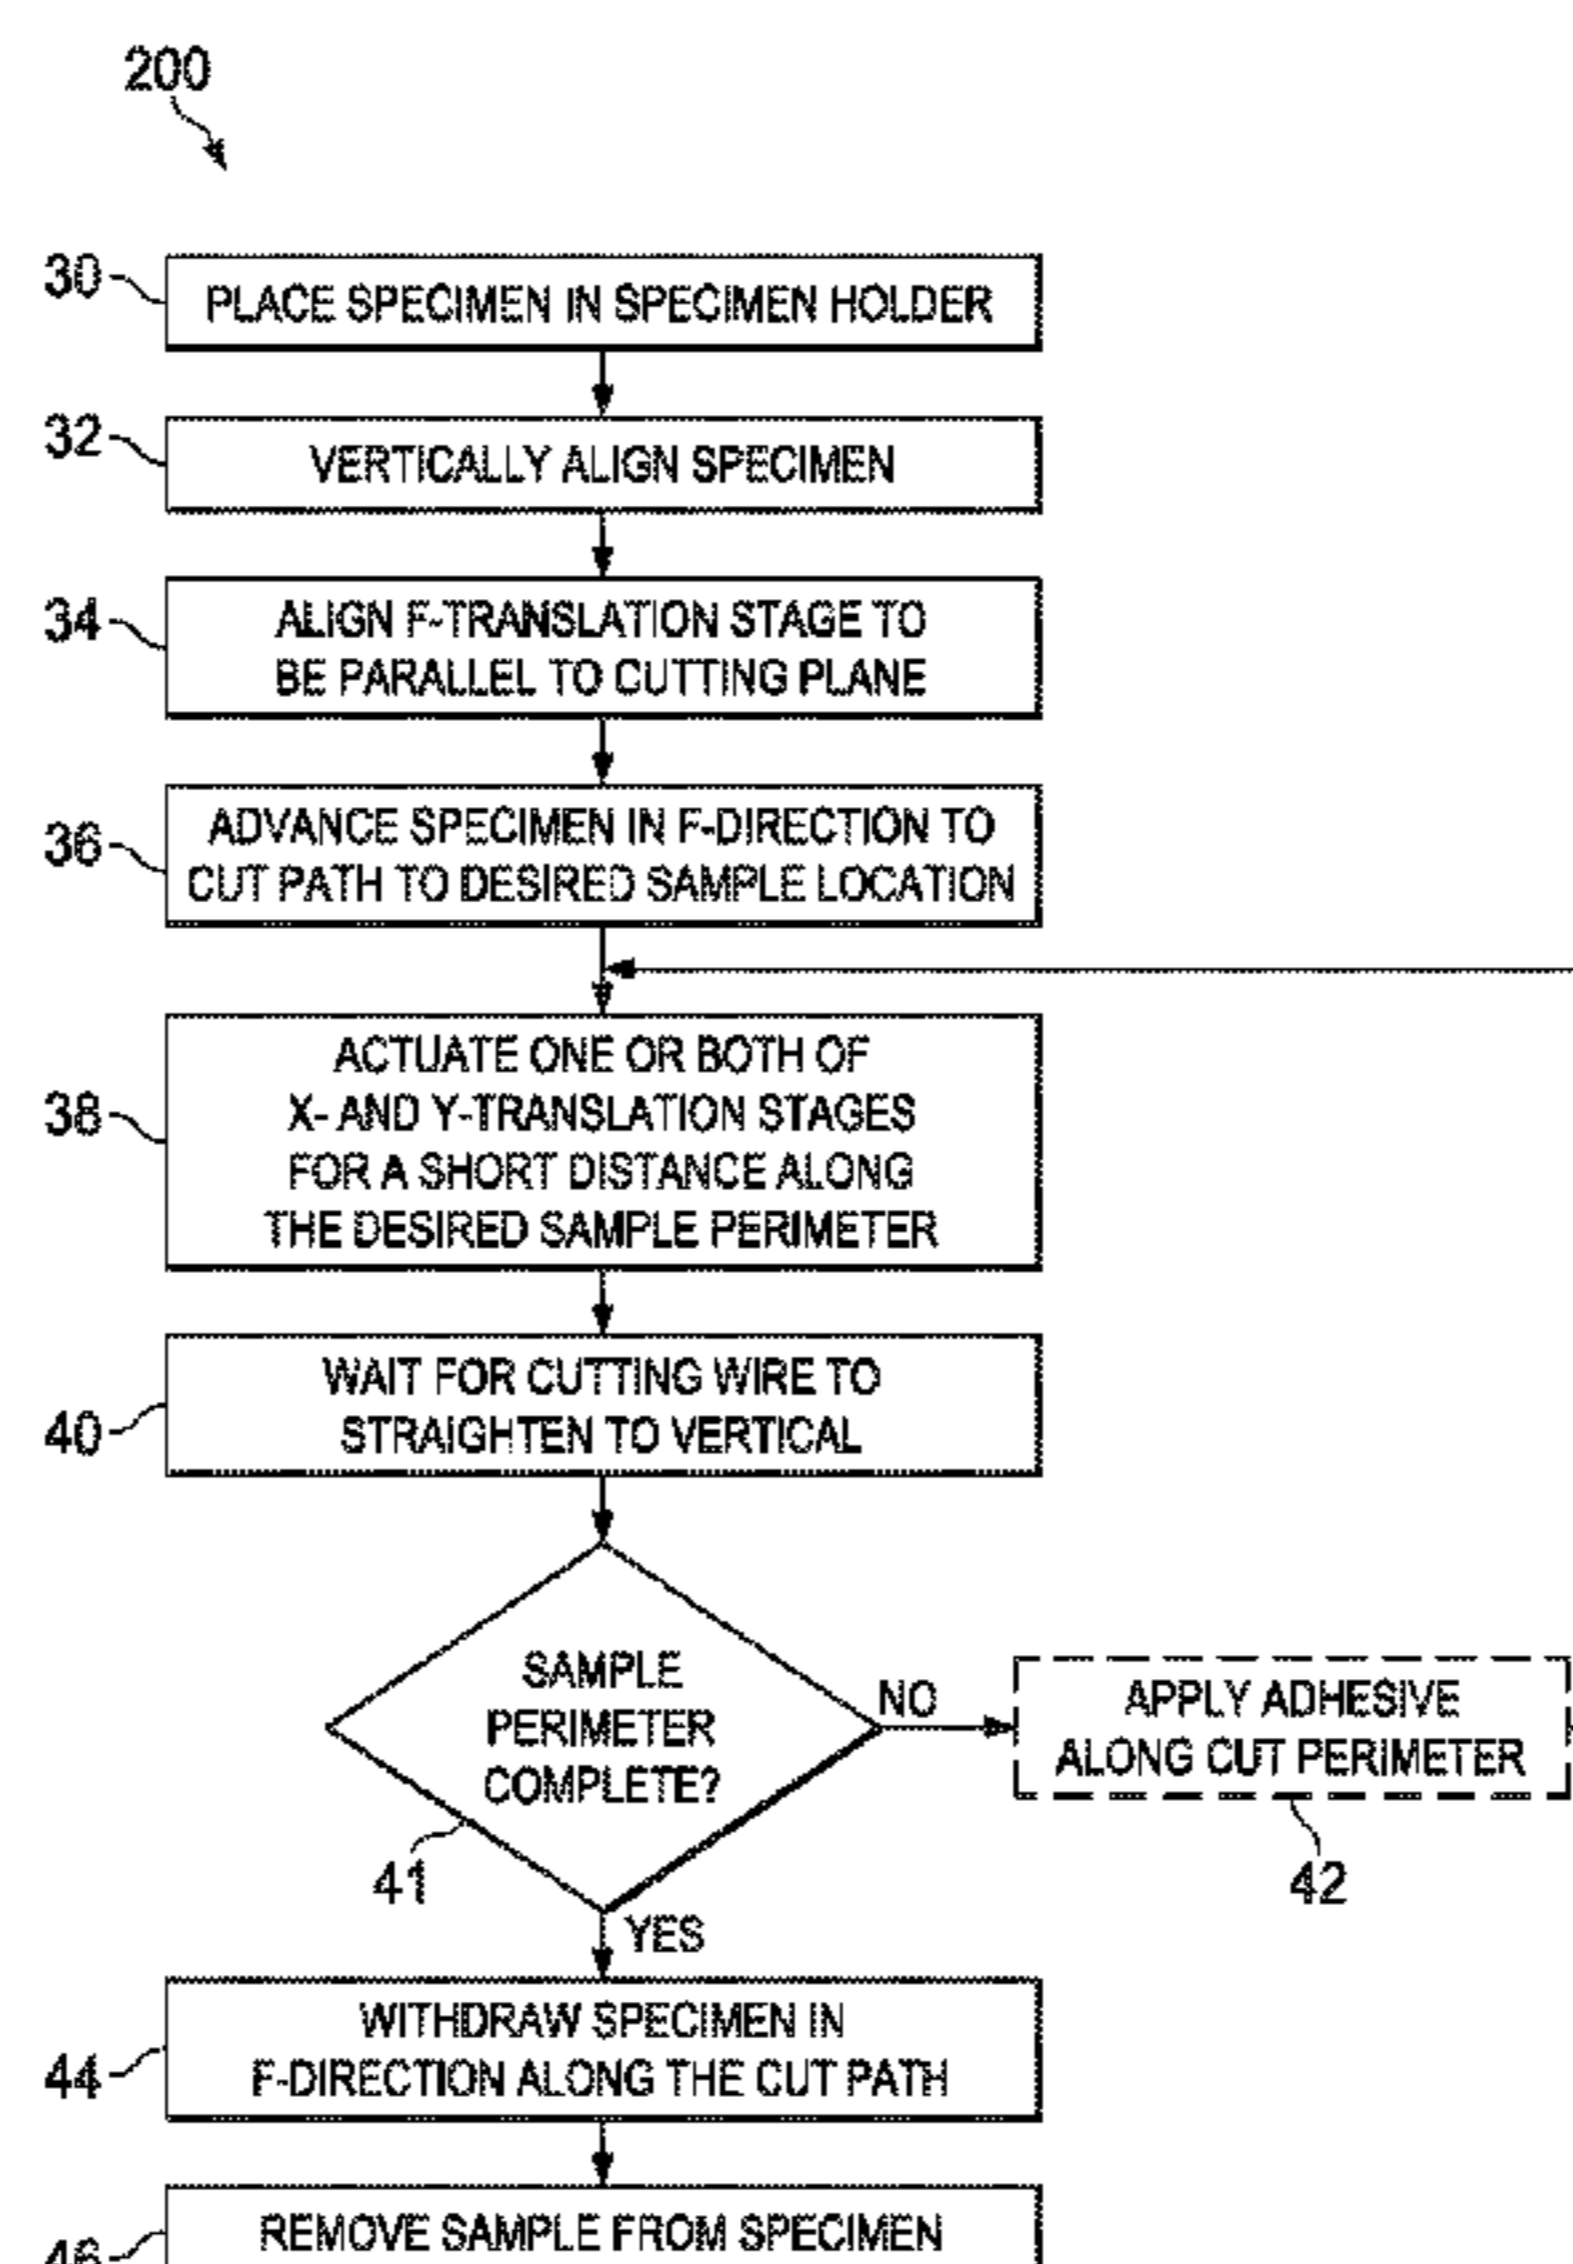 200
30
PLACE SPECIMEN IN SPECIMEN HOLDER
32
VERTICALLY ALIGN SPECIMEN
34
ALIGN F-TRANSLATION STAGE TO
BE PARALLEL TO CUTTING PLANE
36
ADVANCE SPECIMEN IN F-DIRECTION TO
CUT PATH TO DESIRED SAMPLE LOCATION
38
ACTUATE ONE OR BOTH OF
X- AND Y-TRANSLATION STAGES
FOR A SHORT DISTANCE ALONG
THE DESIRED SAMPLE PERIMETER
40
WAIT FOR CUTTING WIRE TO
STRAIGHTEN TO VERTICAL
SAMPLE
PERIMETER
COMPLETE?
41
NO
APPLY ADHESIVE
ALONG CUT PERIMETER
42
YES
44
WITHDRAW SPECIMEN IN
F-DIRECTION ALONG THE CUT PATH
46
REMOVE SAMPLE FROM SPECIMEN